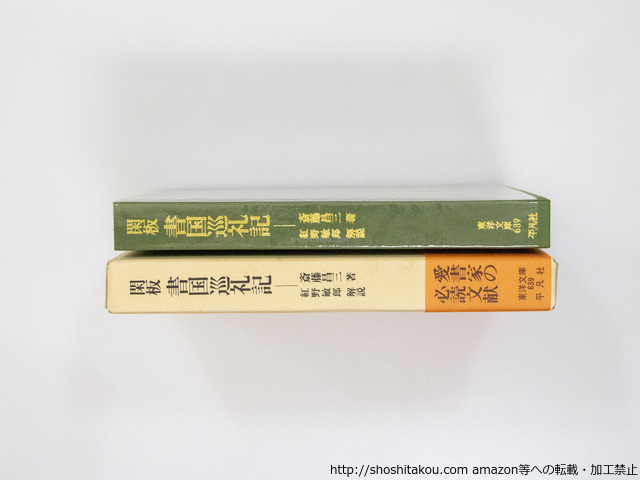 閑板 書国巡礼記
斎藤昌三 著
紅野敏郎 解説
東洋文庫
639
平凡社
閑板 書国巡礼記
斎藤昌三 著
紅野敏郎 解説
愛書家の
必読文献
東洋文庫
639
平凡社
http://shoshitakou.com amazon等への転載・加工禁止